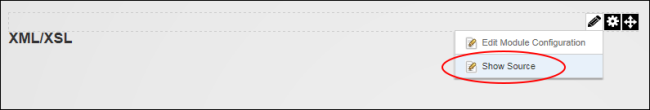 XML/XSL
Edit Module Configuration
Show Source